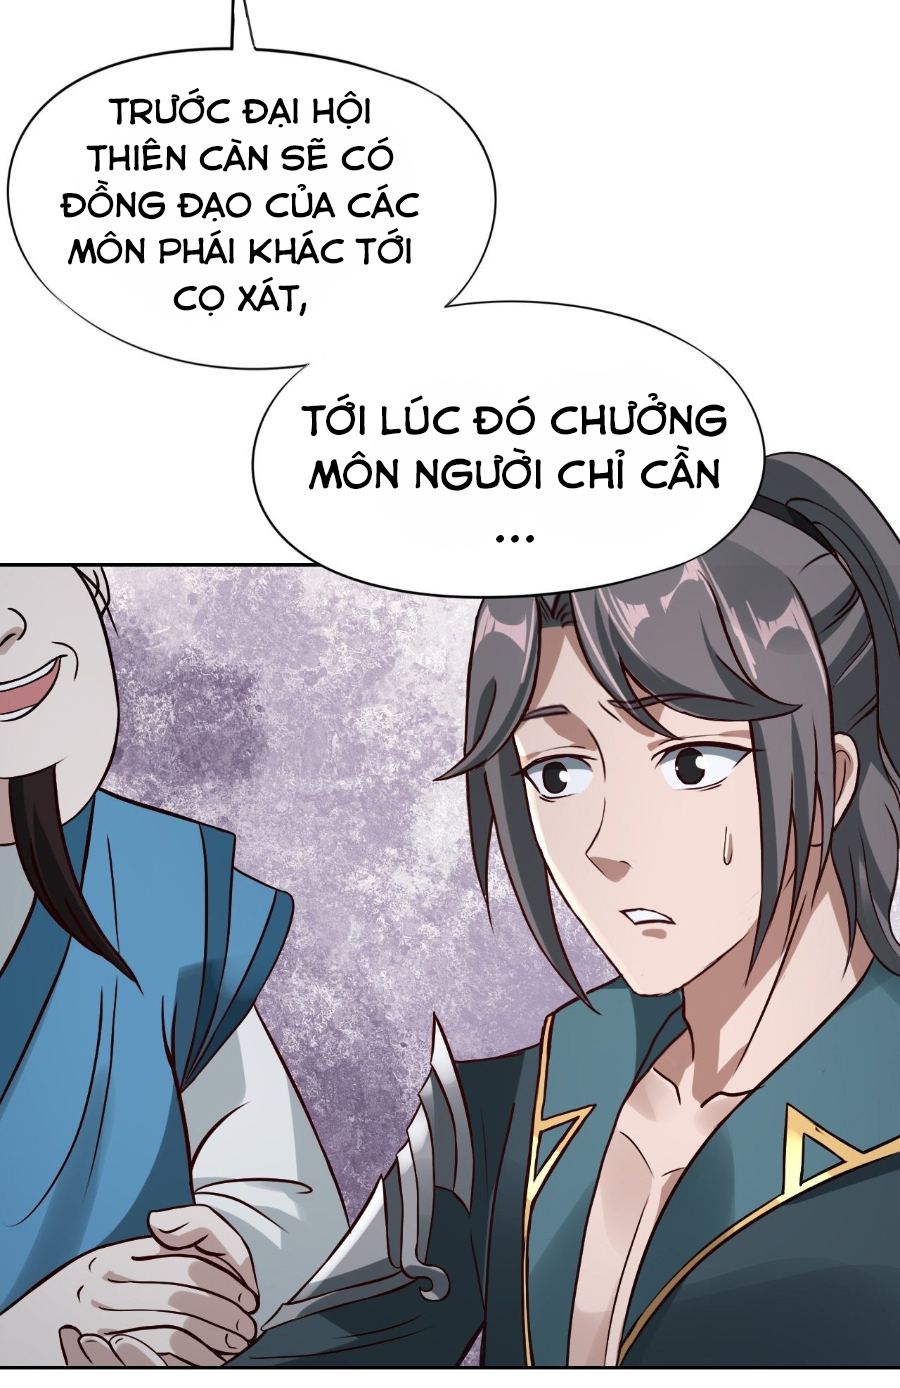 TRƯỚC ĐẠI HỘI
THIÊN CÀN SẼ CÓ
ĐỒNG ĐẠO CỦA CÁC
MÔN PHÁI KHÁC TỚI
CỌ XÁT,
TỚI LÚC ĐÓ CHƯỞNG
MÔN NGƯỜI CHỈ CẦN
...